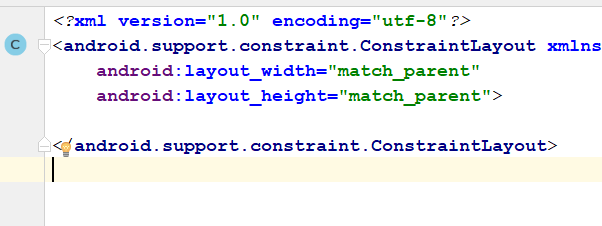 <?xml version="1.0" encoding="utf-8"?>
C <android.support.constraint.ConstraintLayout xmlns
android:layout_width="match_parent"
android:layout_height="match_parent">
</android.support.constraint.ConstraintLayout>